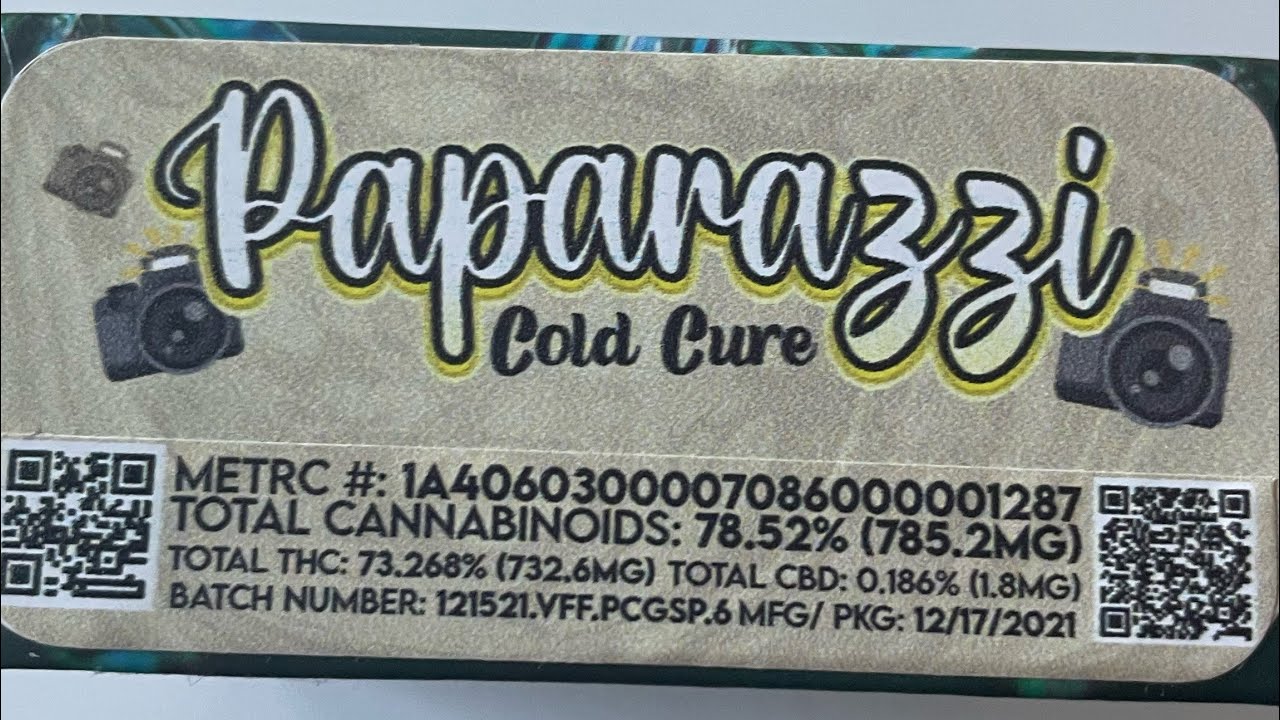 Paparazzi
Cold Cure
METRC #: 1A4060300007086000001287
TOTAL CANNABINOIDS: 78.52% (785.2MG)
TOTAL THC: 73.268% (732.6MG) TOTAL CBD: 0.186% (1.8MG)
BATCH NUMBER: 121521.VFF.PCGSP.6 MFG/ PKG: 12/17/2021